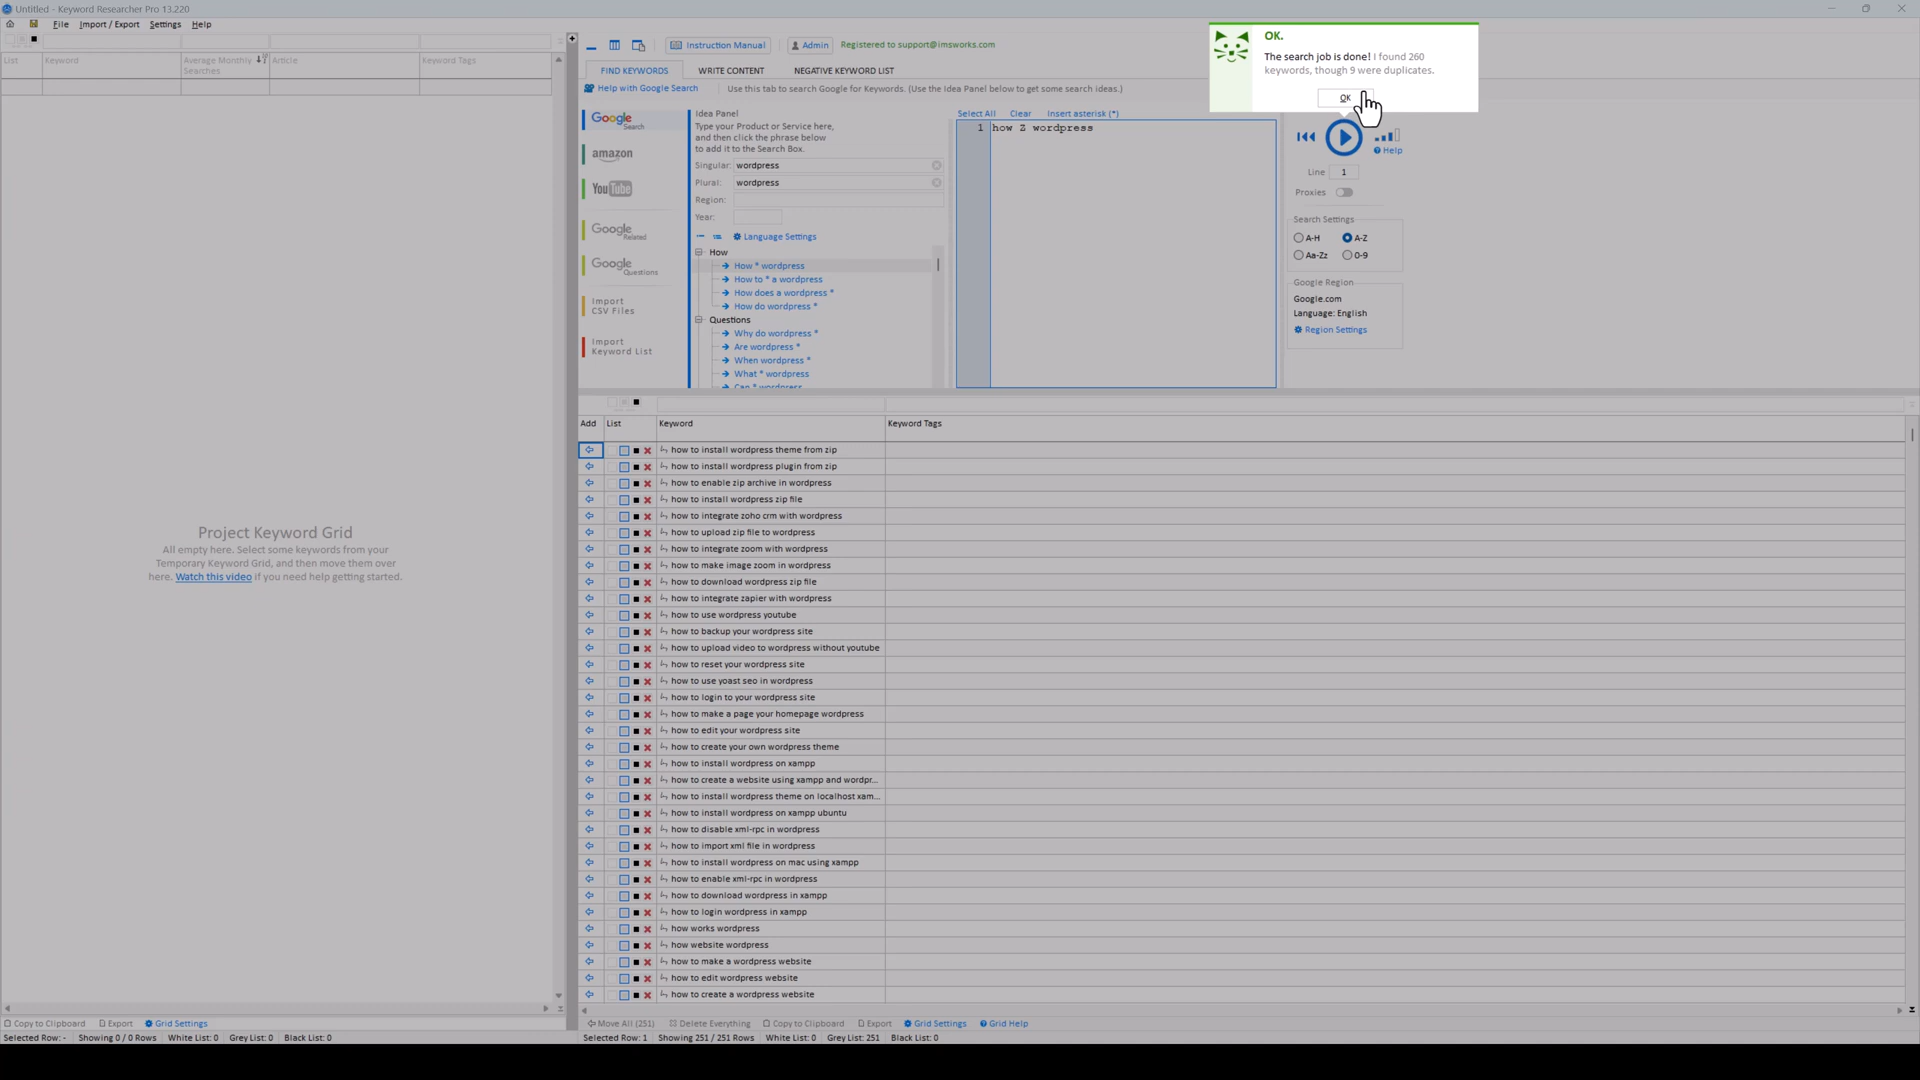 Untitled - Keyword Researcher Pro 13.220
File Import / Export Settings Help
List Keyword Average Monthly Searches Article Keyword Tags
Project Keyword Grid
All empty here. Select some keywords from your
Temporary Keyword Grid, and then move them over
here. Watch this video if you need help getting started.
Copy to Clipboard Export Grid Settings
Selected Row: - Showing 0 / 0 Rows White List: 0 Grey List: 0 Black List: 0
Instruction Manual Admin Registered to support@imsworks.com
FIND KEYWORDS WRITE CONTENT NEGATIVE KEYWORD LIST
Help with Google Search Use this tab to search Google for Keywords. (Use the Idea Panel below to get some search ideas.)
Google Search
amazon
YouTube
Google Related
Google Questions
Import
CSV Files
Import
Keyword List
Idea Panel
Type your Product or Service here,
and then click the phrase below
to add it to the Search Box.
Singular: wordpress
Plural: wordpress
Region:
Year:
Language Settings
How
How * wordpress
How to * a wordpress
How does a wordpress *
How do wordpress *
Questions
Why do wordpress *
Are wordpress *
When wordpress *
What * wordpress
Can * wordpress
Select All Clear Insert asterisk (*)
1 how Z wordpress
OK.
The search job is done! I found 260
keywords, though 9 were duplicates.
OK
Help
Line 1
Proxies
Search Settings
A-H A-Z
Aa-Zz 0-9
Google Region
Google.com
Language: English
Region Settings
Add List Keyword Keyword Tags
how to install wordpress theme from zip
how to install wordpress plugin from zip
how to enable zip archive in wordpress
how to install wordpress zip file
how to integrate zoho crm with wordpress
how to upload zip file to wordpress
how to integrate zoom with wordpress
how to make image zoom in wordpress
how to download wordpress zip file
how to integrate zapier with wordpress
how to use wordpress youtube
how to backup your wordpress site
how to upload video to wordpress without youtube
how to reset your wordpress site
how to use yoast seo in wordpress
how to login to your wordpress site
how to make a page your homepage wordpress
how to edit your wordpress site
how to create your own wordpress theme
how to install wordpress on xampp
how to create a website using xampp and wordpr...
how to install wordpress theme on localhost xam...
how to install wordpress on xampp ubuntu
how to disable xml-rpc in wordpress
how to import xml file in wordpress
how to install wordpress on mac using xampp
how to enable xml-rpc in wordpress
how to download wordpress in xampp
how to login wordpress in xampp
how works wordpress
how website wordpress
how to make a wordpress website
how to edit wordpress website
how to create a wordpress website
Move All (251) Delete Everything Copy to Clipboard Export Grid Settings Grid Help
Selected Row: 1 Showing 251 / 251 Rows White List: 0 Grey List: 251 Black List: 0